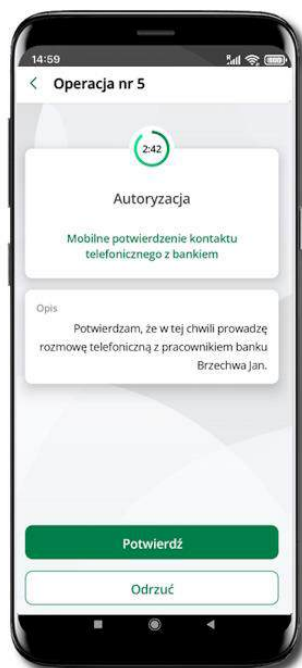 14:59
Operacja nr 5
2:42
Autoryzacja
Mobilne potwierdzenie kontaktu
telefonicznego z bankiem
Opis
Potwierdzam, że w tej chwili prowadzę
rozmowę telefoniczną z pracownikiem banku
Brzechwa Jan.
Potwierdź
Odrzuć